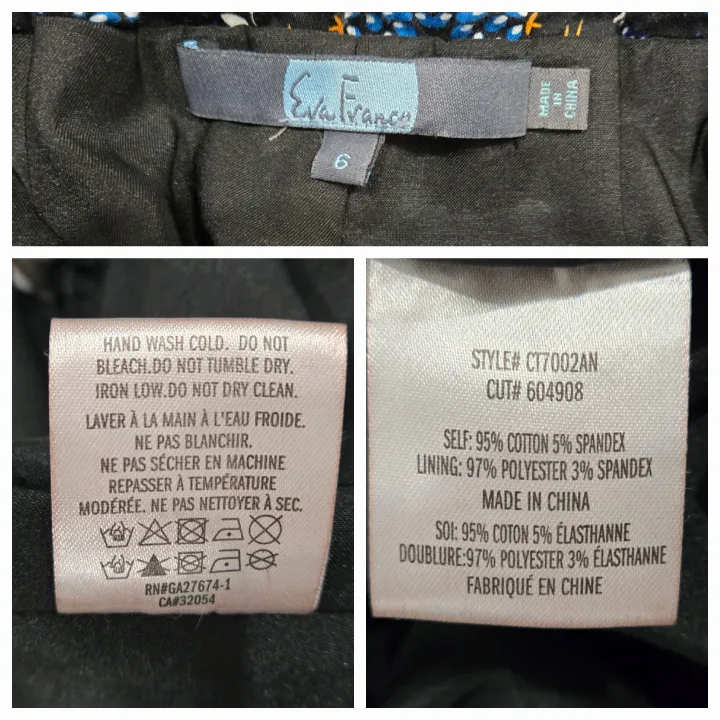 Eva Franco
MADE
IN
CHINA
6
HAND WASH COLD. DO NOT
BLEACH.DO NOT TUMBLE DRY.
IRON LOW.DO NOT DRY CLEAN.
LAVER À LA MAIN À L'EAU FROIDE.
NE PAS BLANCHIR.
NE PAS SÉCHER EN MACHINE
REPASSER À TEMPÉRATURE
MODÉRÉE. NE PAS NETTOYER À SEC.
RN#GA27674-1
CA#32054
STYLE# CT7002AN
CUT# 604908
SELF: 95% COTTON 5% SPANDEX
LINING: 97% POLYESTER 3% SPANDEX
MADE IN CHINA
SOI: 95% COTON 5% ÉLASTHANNE
DOUBLURE:97% POLYESTER 3% ÉLASTHANNE
FABRIQUÉ EN CHINE